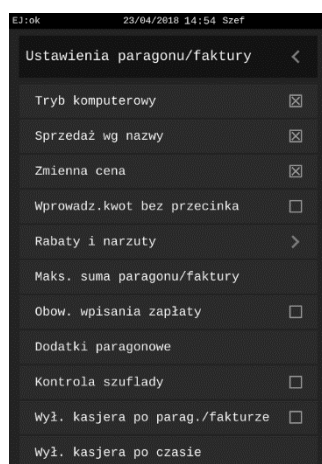 EJ:ok 23/04/2018 14:54 Szef
Ustawienia paragonu/faktury
Tryb komputerowy
Sprzedaż wg nazwy
Zmienna cena
Wprowadz.kwot bez przecinka
Rabaty i narzuty
Maks. suma paragonu/faktury
Obow. wpisania zapłaty
Dodatki paragonowe
Kontrola szuflady
Wył. kasjera po parag./fakturze
Wył. kasjera po czasie